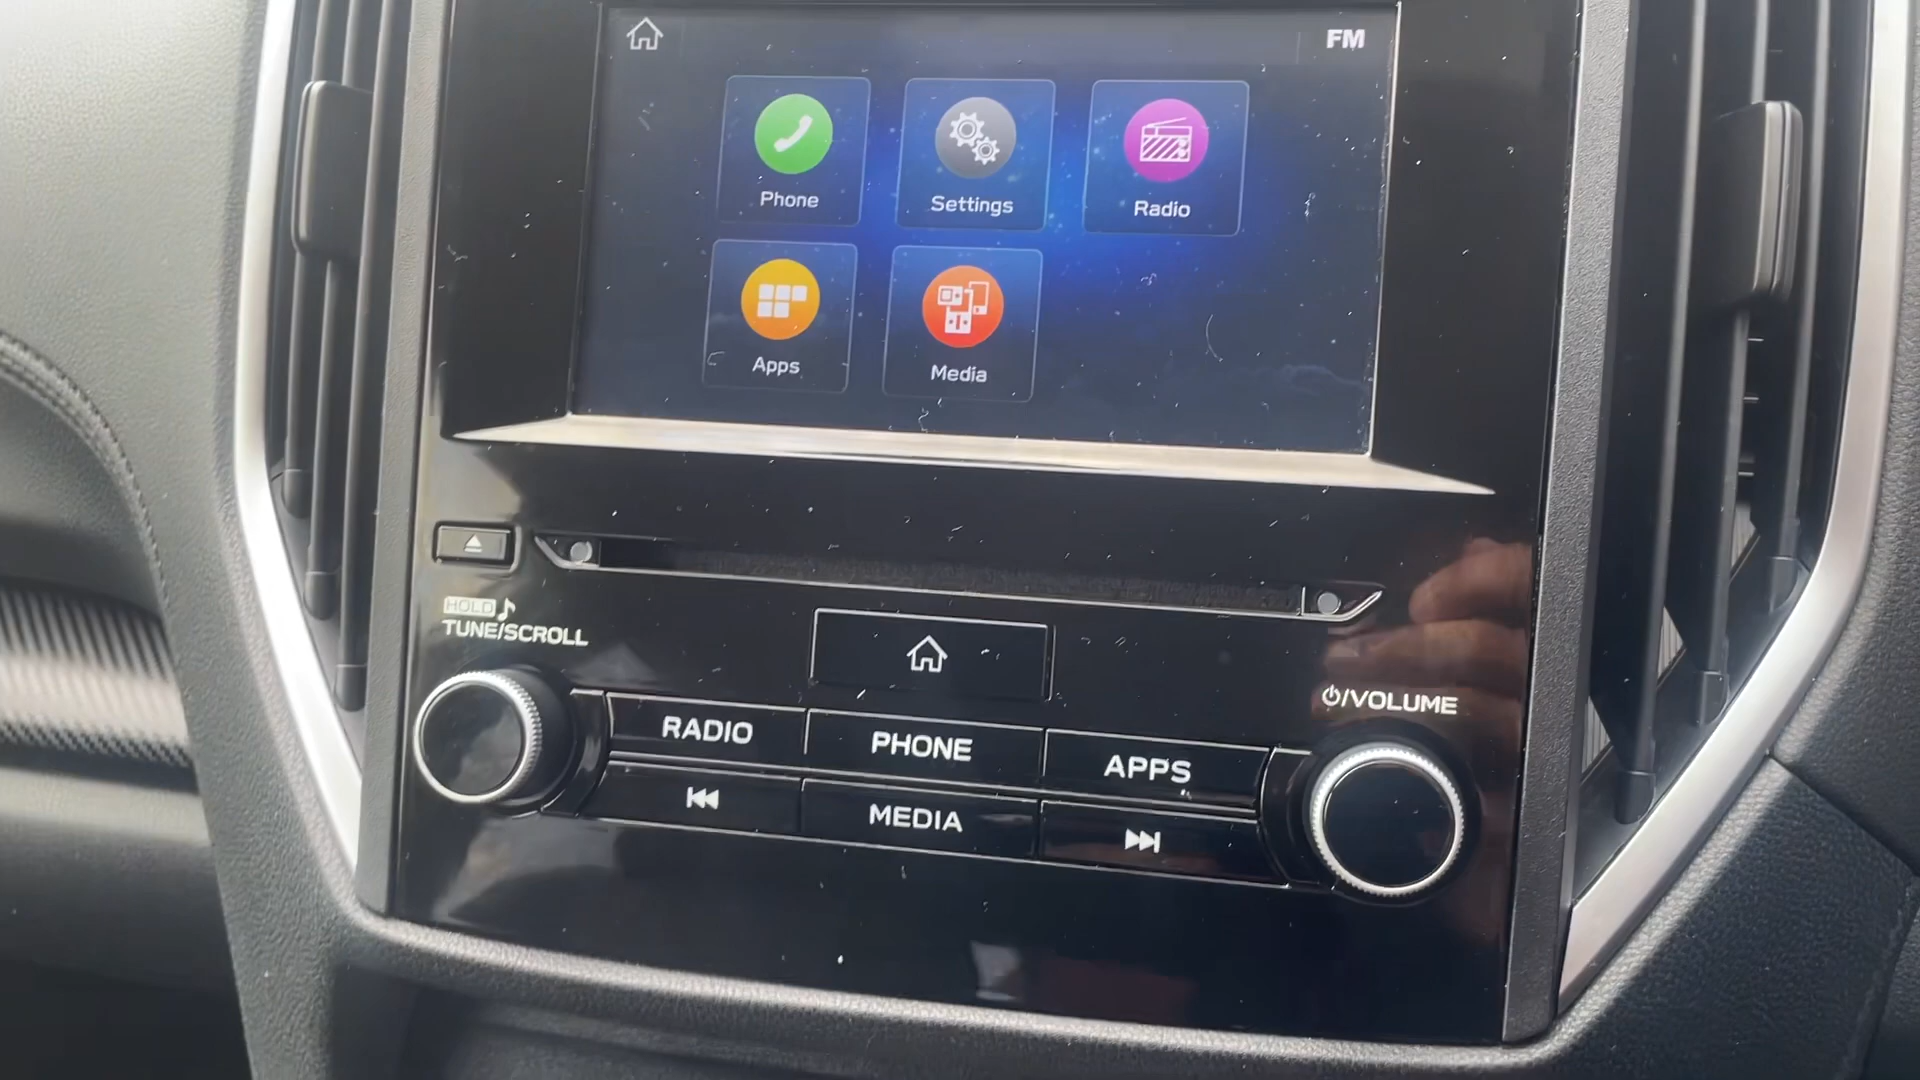 FM
Phone
Settings
Radio
Apps
Media
HOLD
TUNE/SCROLL
/VOLUME
RADIO
PHONE
APPS
MEDIA